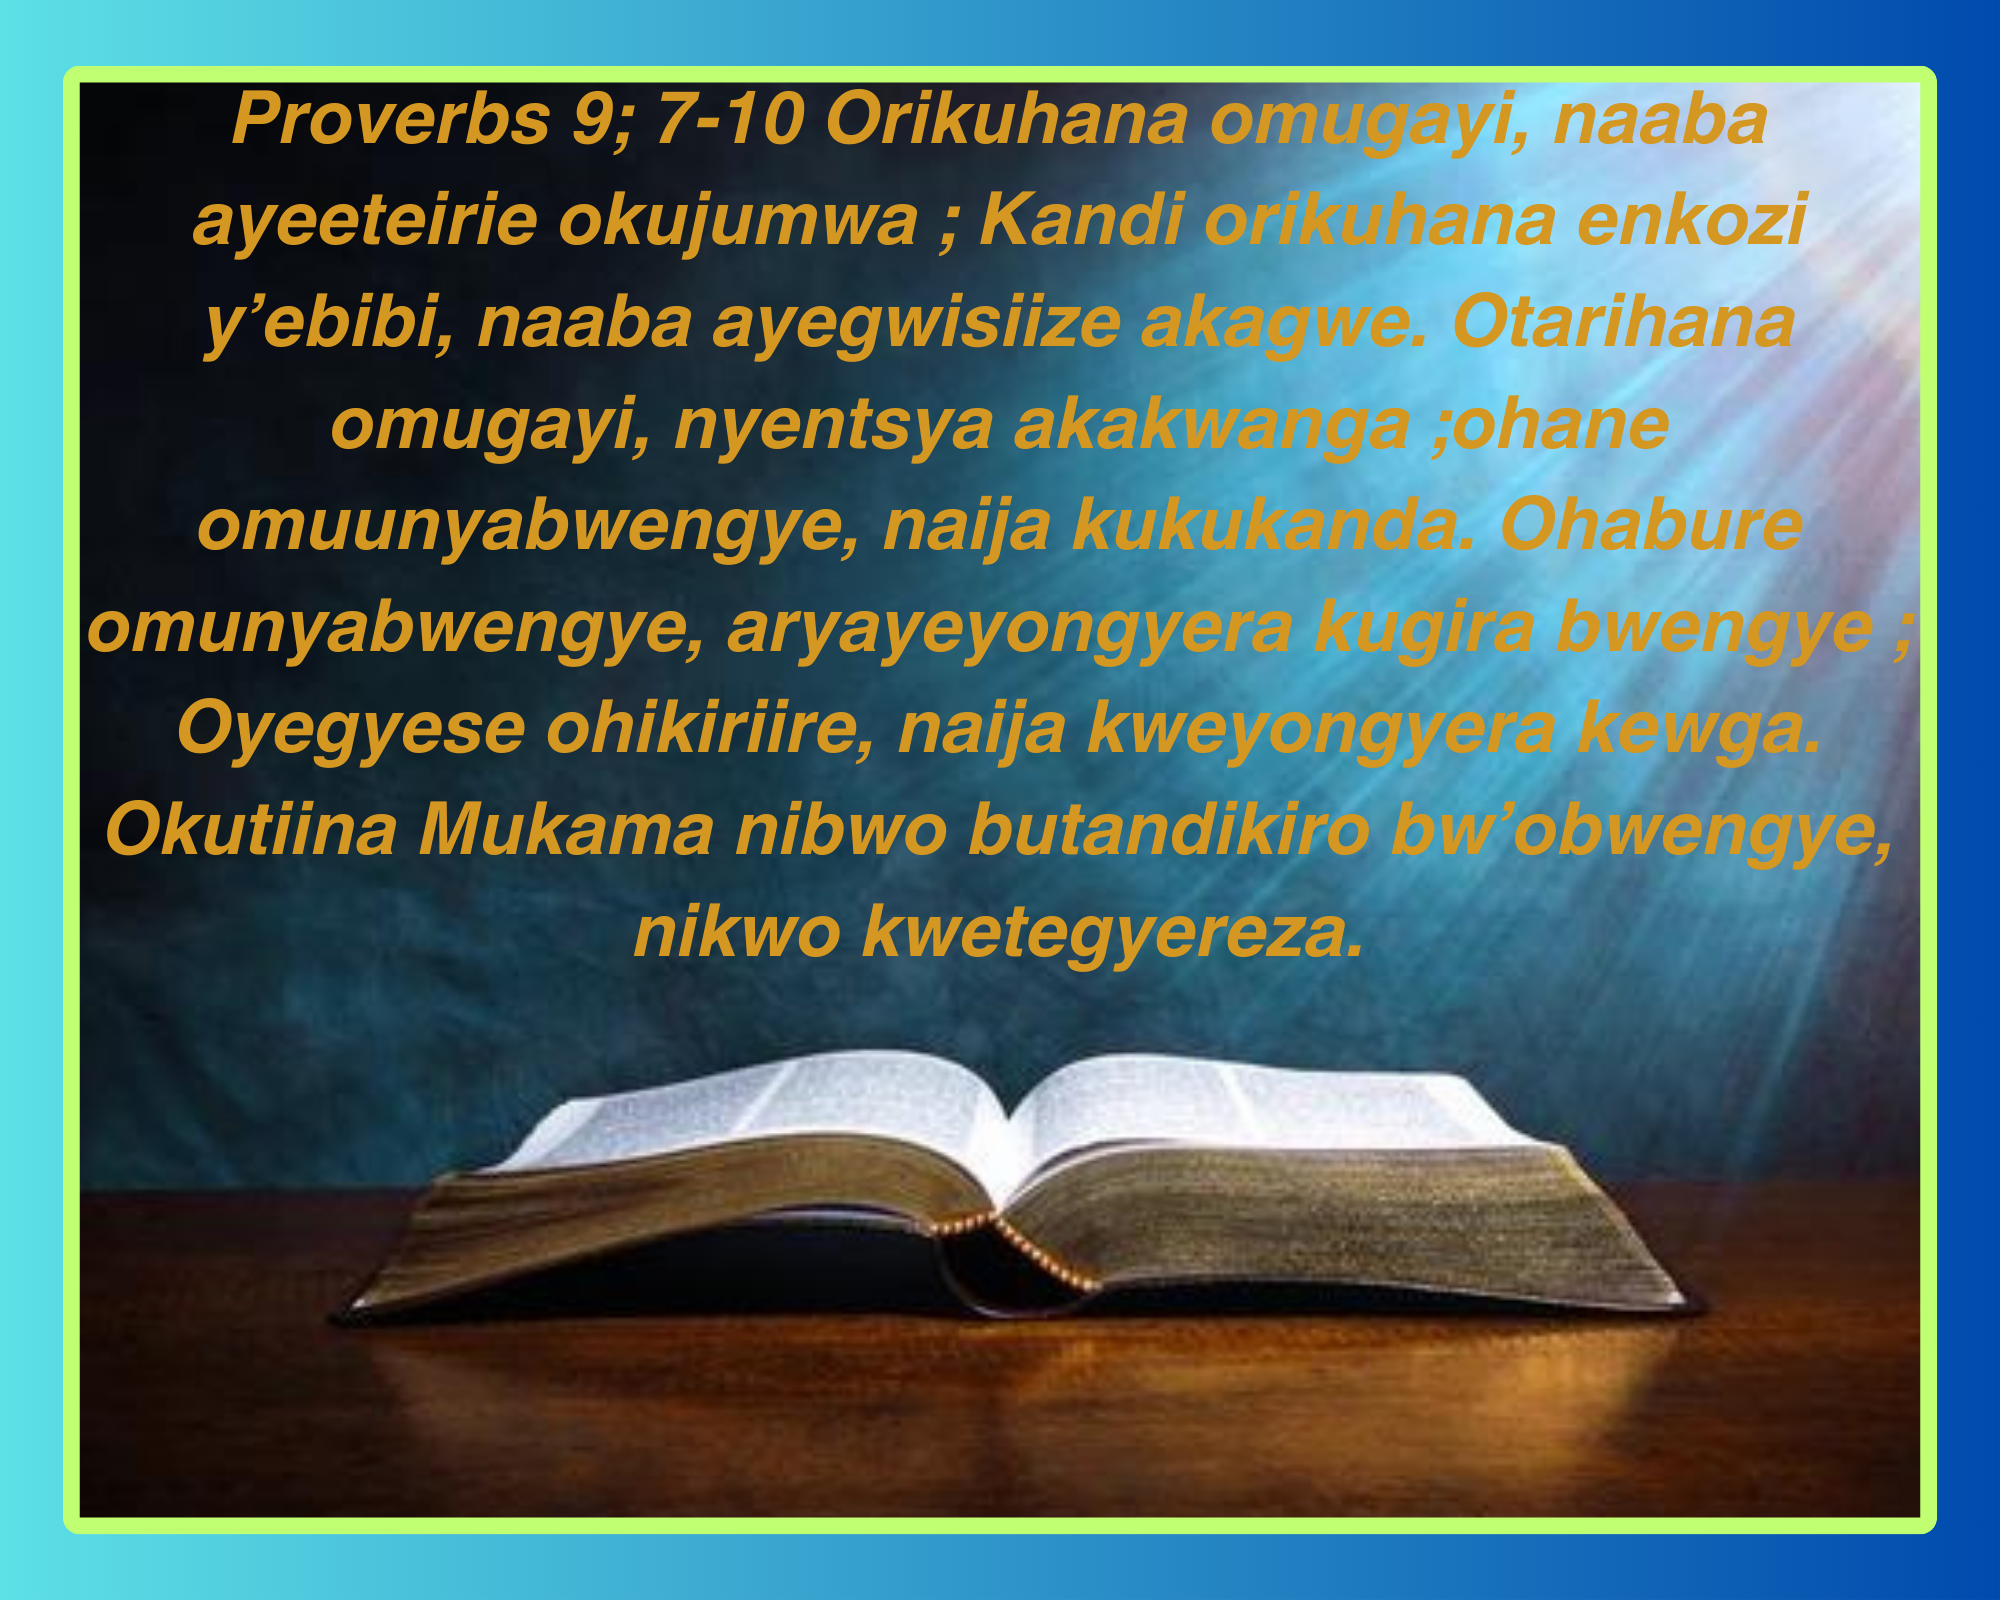 Proverbs 9; 7-10 Orikuhana omugayi, naaba
ayeeteirie okujumwa ; Kandi orikuhana enkozi
y’ebibi, naaba ayegwisiize akagwe. Otarihana
omugayi, nyentsya akakwanga ;ohane
omuunyabwengye, naija kukukanda. Ohabure
omunyabwengye, aryayeyongyera kugira bwengye ;
Oyegyese ohikiriire, naija kweyongyera kewga.
Okutiina Mukama nibwo butandikiro bw’obwengye,
nikwo kwetegyereza.